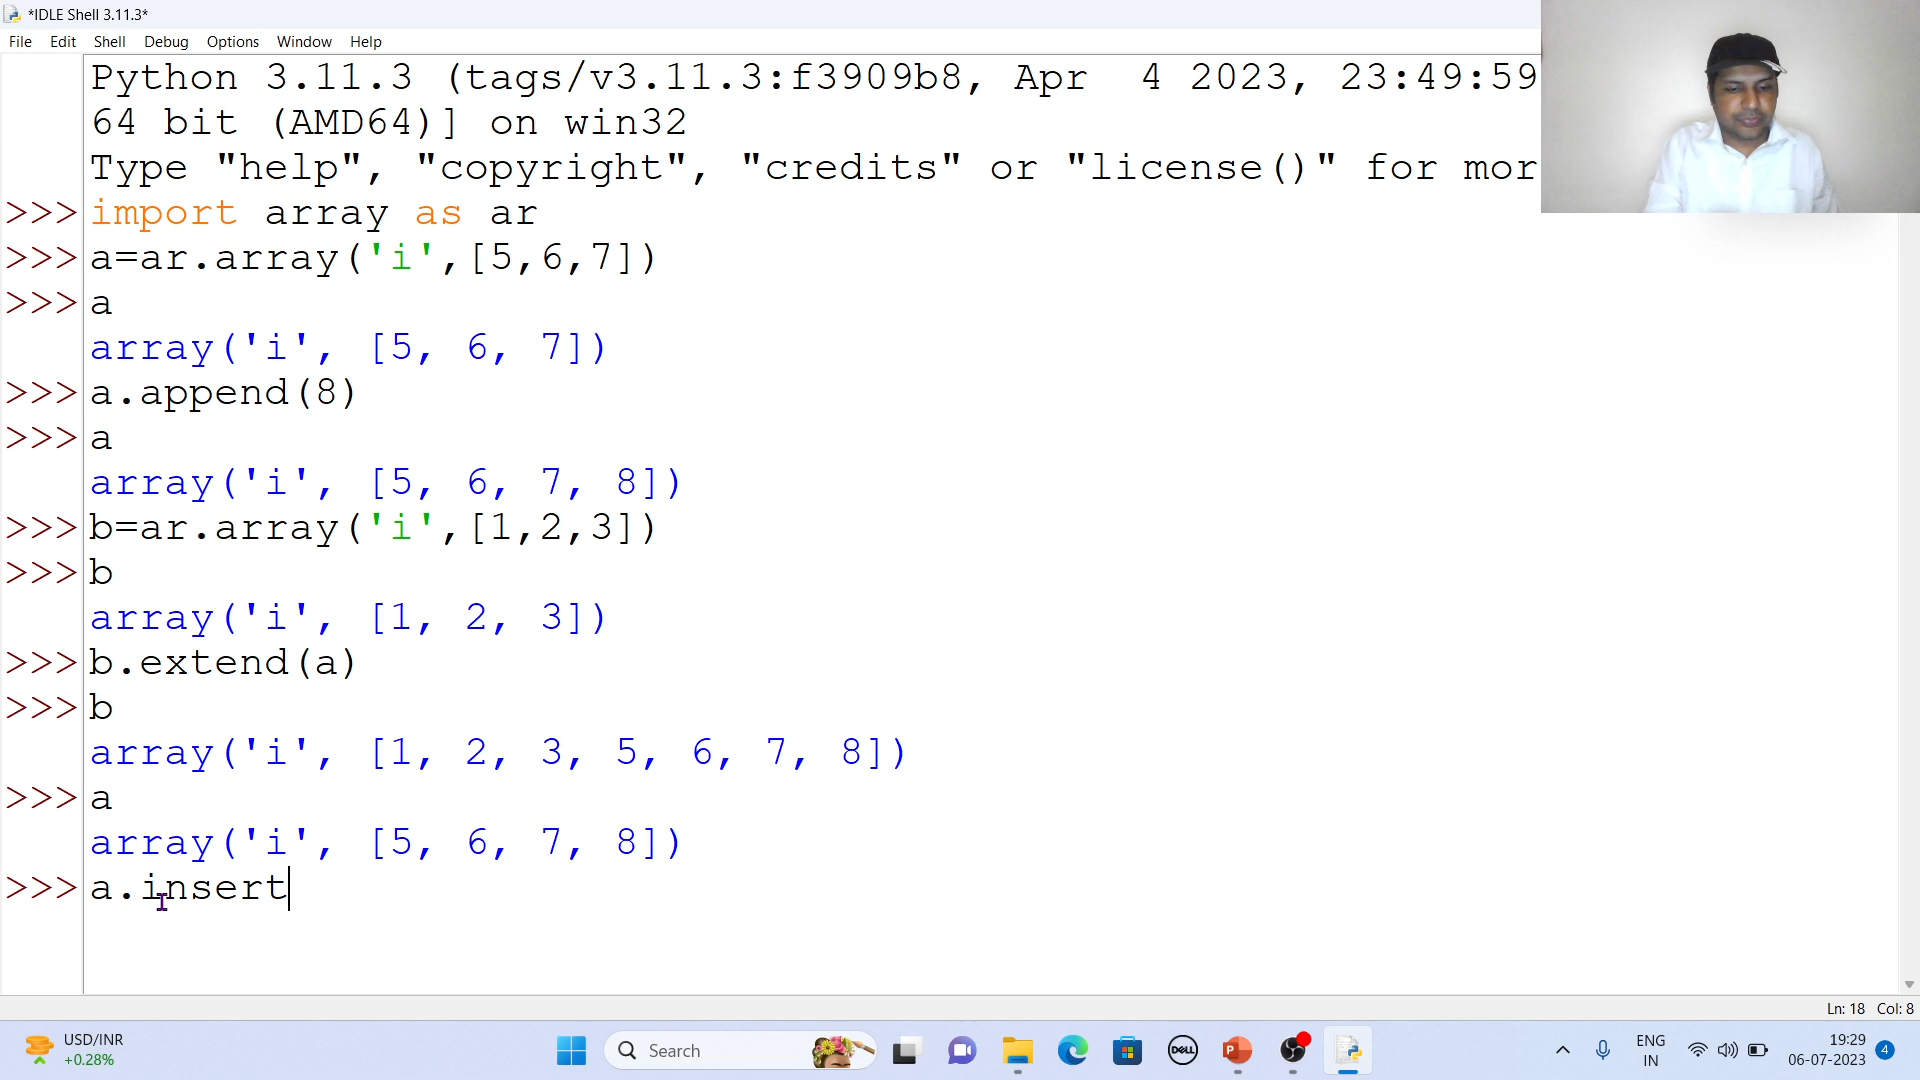 *IDLE Shell 3.11.3*
File Edit Shell Debug Options Window Help
Python 3.11.3 (tags/v3.11.3:f3909b8, Apr  4 2023, 23:49:59
64 bit (AMD64)] on win32
Type "help", "copyright", "credits" or "license()" for mor
>>> import array as ar
>>> a=ar.array('i',[5,6,7])
>>> a
array('i', [5, 6, 7])
>>> a.append(8)
>>> a
array('i', [5, 6, 7, 8])
>>> b=ar.array('i',[1,2,3])
>>> b
array('i', [1, 2, 3])
>>> b.extend(a)
>>> b
array('i', [1, 2, 3, 5, 6, 7, 8])
>>> a
array('i', [5, 6, 7, 8])
>>> a.insert
Ln: 18 Col: 8
USD/INR
+0.28%
Search
DELL
ENG
IN
19:29
06-07-2023
4